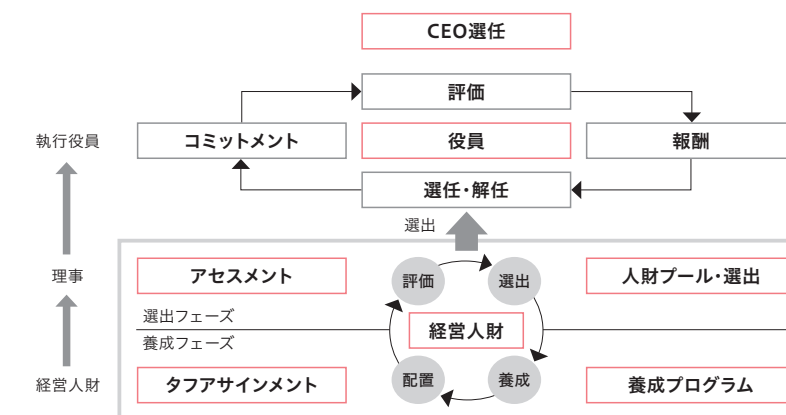 CEO選任
評価
執行役員
コミットメント
役員
報酬
選任・解任
選出
理事
アセスメント
評価
選出
人財プール・選出
選出フェーズ
養成フェーズ
経営人財
経営人財
タフアサインメント
配置
養成
養成プログラム